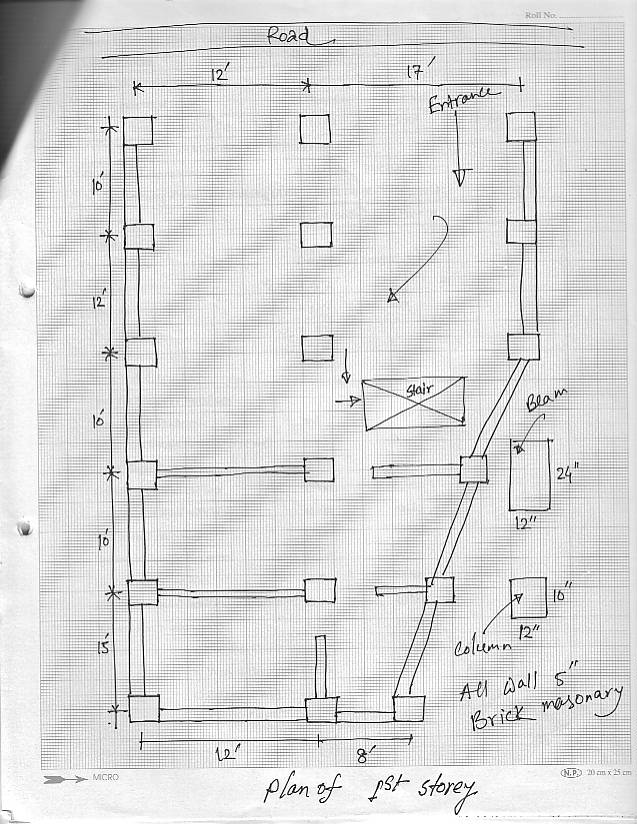 Roll No.
Road
12'
17'
Entrance
10'
12'
10'
Stair
Beam
24"
12"
10'
10"
12"
Column
15'
All Wall 5"
Brick masonary
12'
8'
MICRO
N.P. 20 cm x 25 cm
Plan of 1st storey